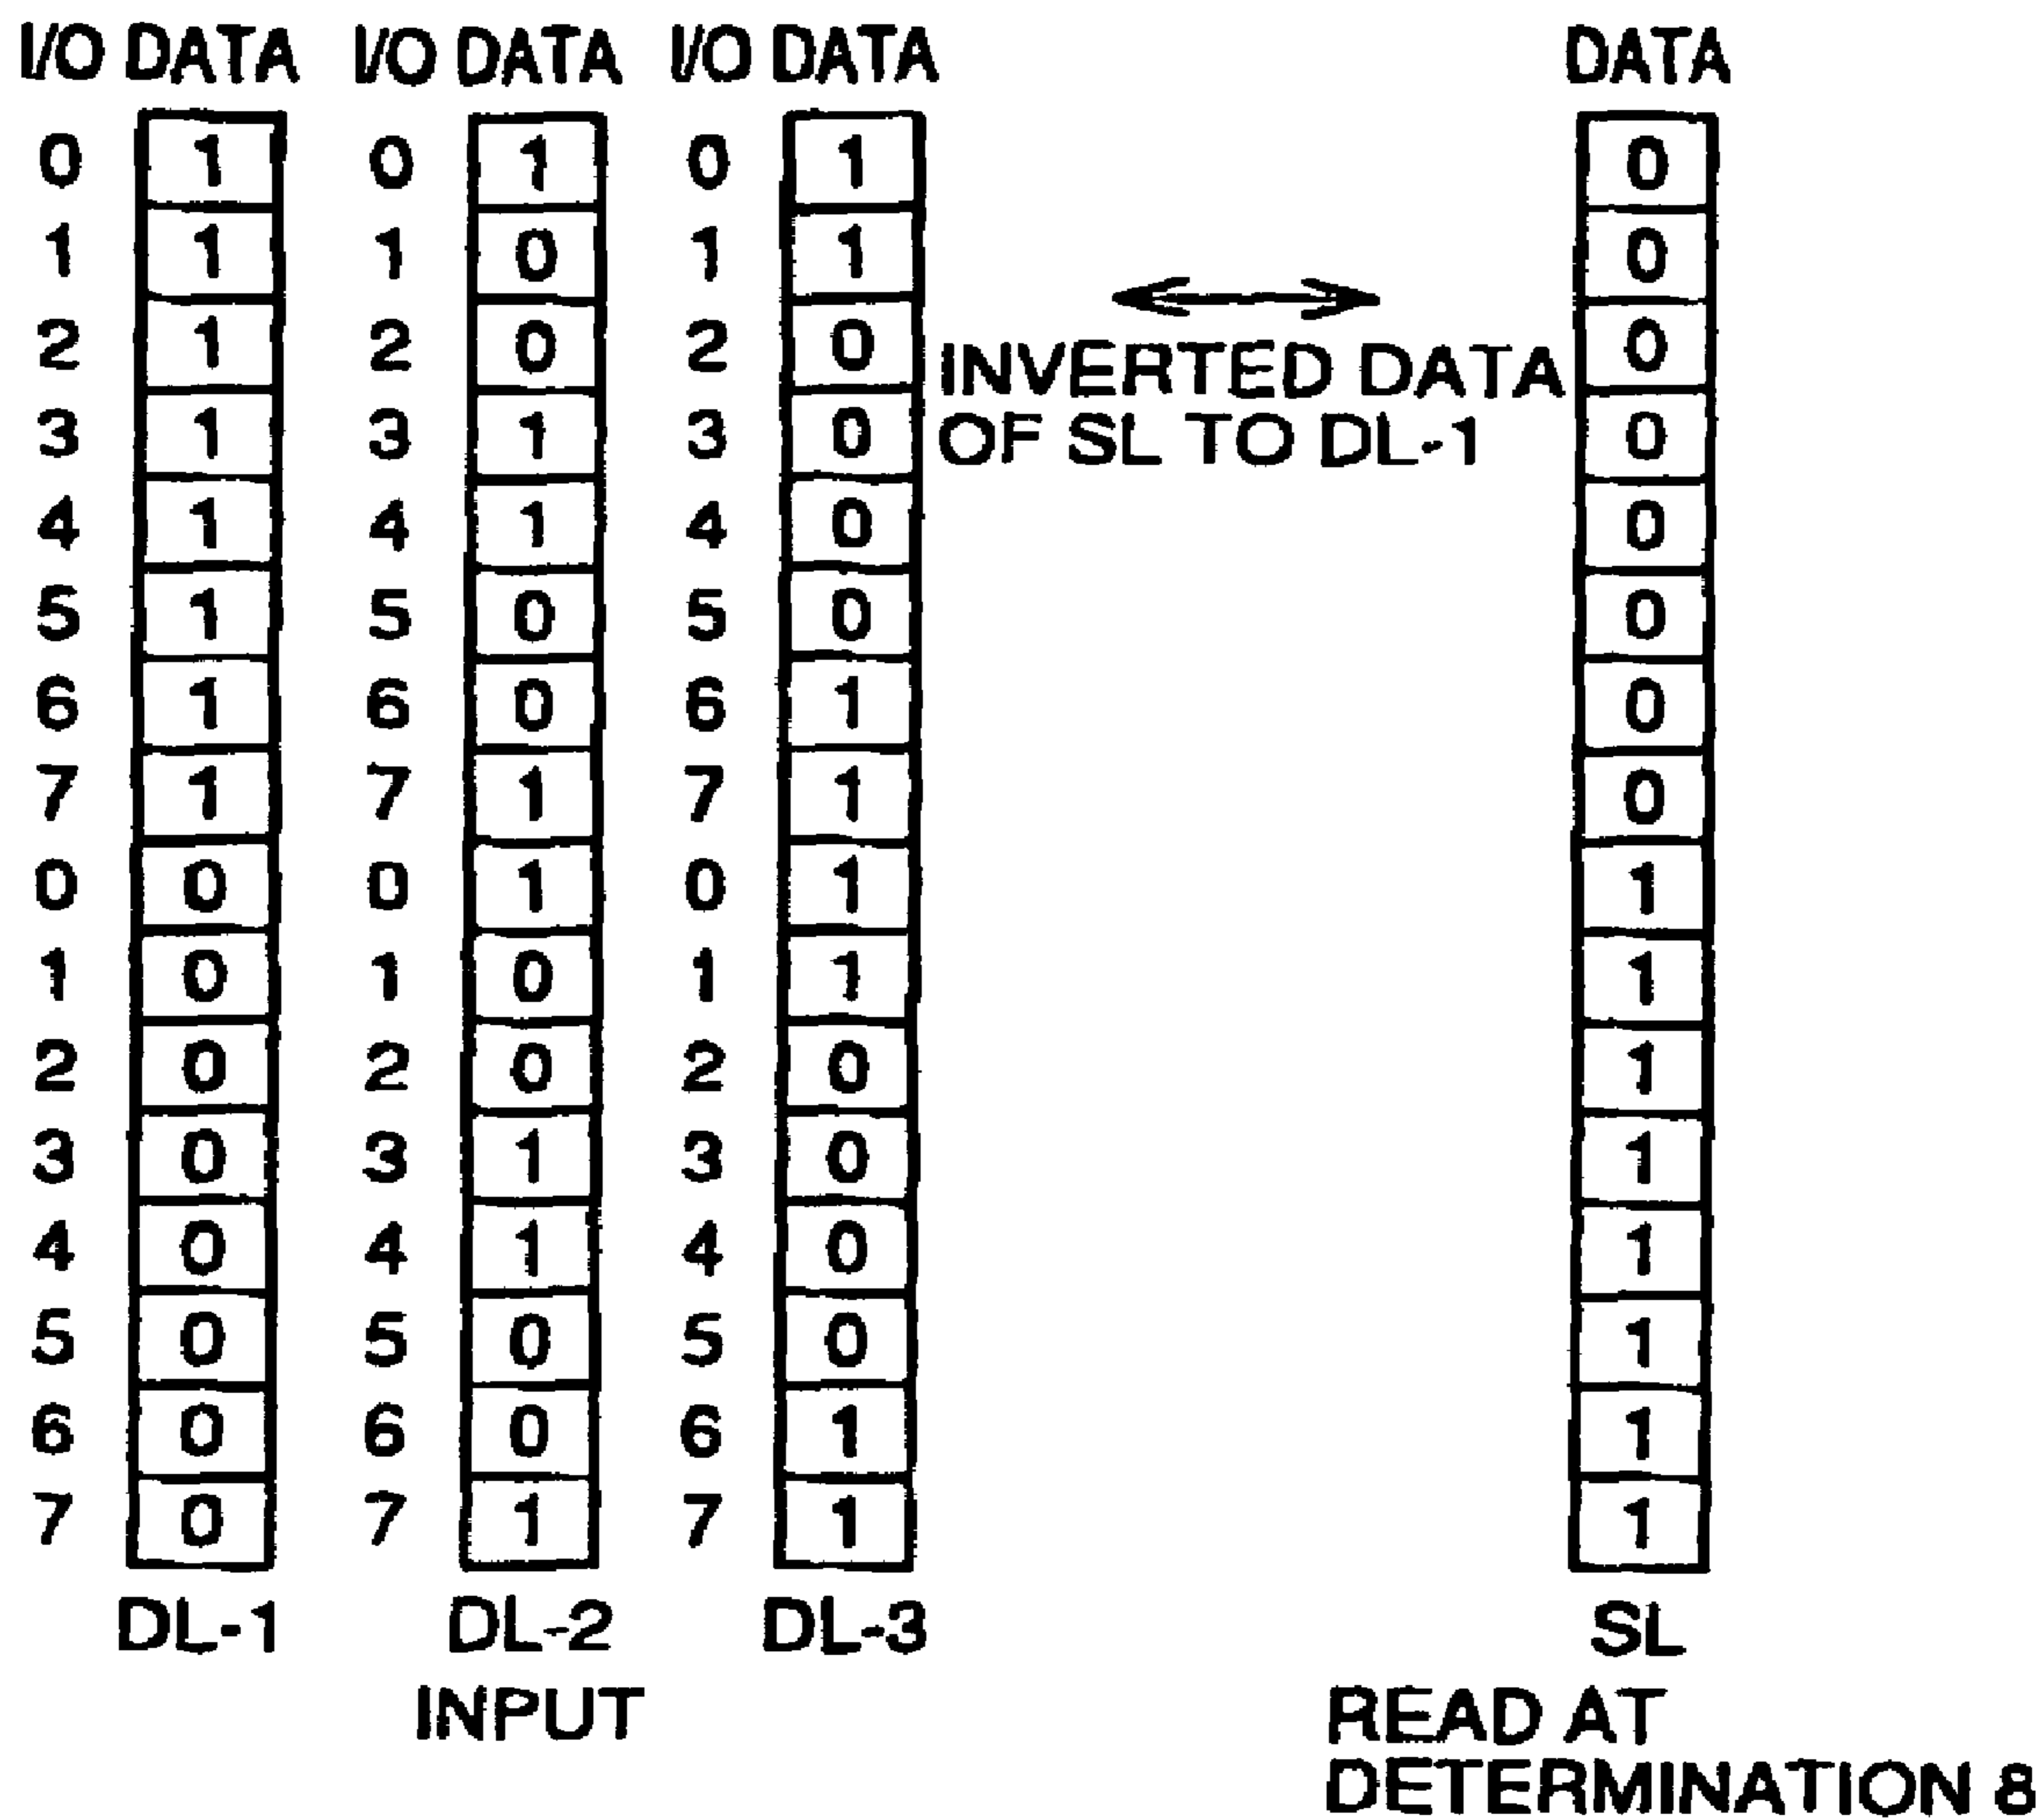 I/O DATA I/O DATA I/O DATA DATA
0 1 0 1 0 1 0
1 1 1 0 1 1 0
2 1 2 0 2 0 0
INVERTED DATA
3 1 3 1 3 0 0
OF SL TO DL-1
4 1 4 1 4 0 0
5 1 5 0 5 0 0
6 1 6 0 6 1 0
7 1 7 1 7 1 0
0 0 0 1 0 1 1
1 0 1 0 1 1 1
2 0 2 0 2 0 1
3 0 3 1 3 0 1
4 0 4 1 4 0 1
5 0 5 0 5 0 1
6 0 6 0 6 1 1
7 0 7 1 7 1 1
DL-1 DL-2 DL-3 SL
INPUT
READ AT
DETERMINATION 8